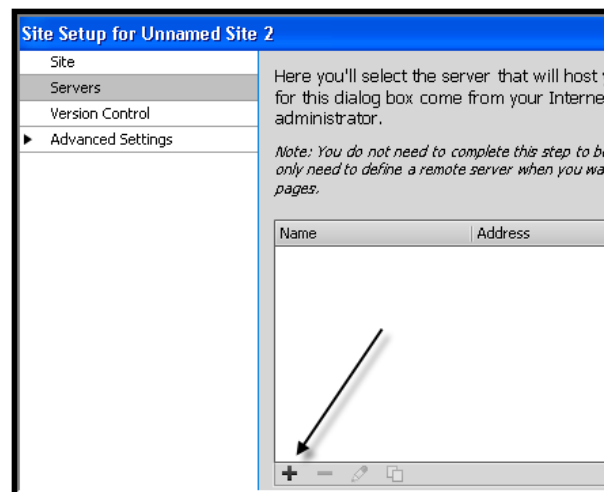 Site Setup for Unnamed Site 2
Site
Servers
Version Control
Advanced Settings
Here you'll select the server that will host
for this dialog box come from your Interne
administrator.
Note: You do not need to complete this step to be
only need to define a remote server when you wa
pages.
Name Address